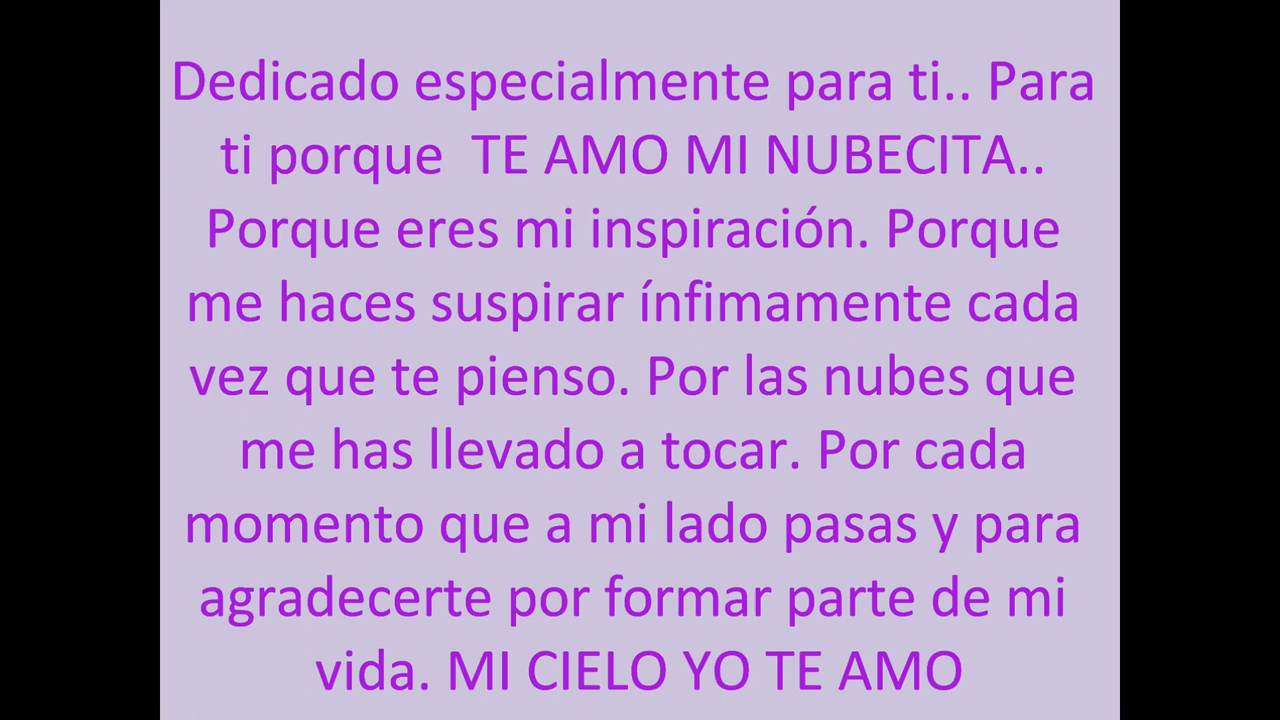 Dedicado especialmente para ti.. Para
ti porque  TE AMO MI NUBECITA..
Porque eres mi inspiración. Porque
me haces suspirar ínfimamente cada
vez que te pienso. Por las nubes que
me has llevado a tocar. Por cada
momento que a mi lado pasas y para
agradecerte por formar parte de mi
vida. MI CIELO YO TE AMO